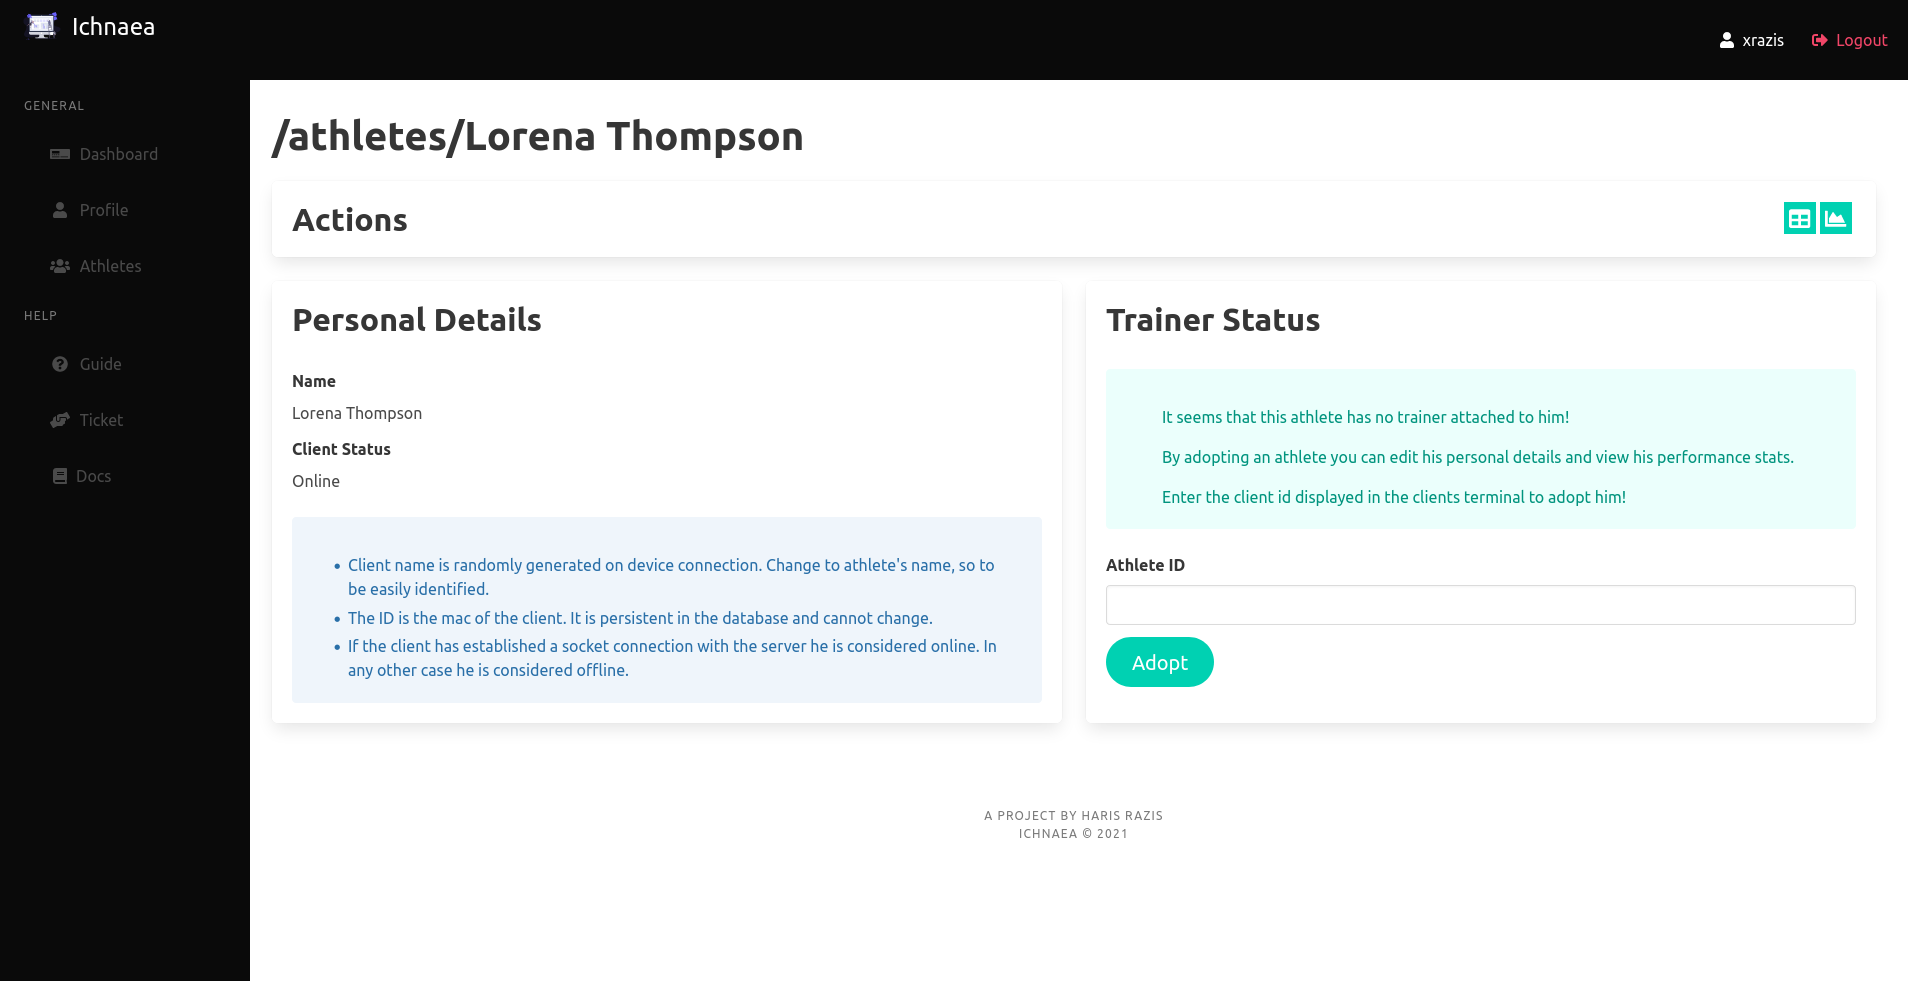 Ichnaea
xrazis
Logout
GENERAL
Dashboard
Profile
Athletes
HELP
Guide
Ticket
Docs
/athletes/Lorena Thompson
Actions
Personal Details
Name
Lorena Thompson
Client Status
Online
• Client name is randomly generated on device connection. Change to athlete's name, so to
be easily identified.
• The ID is the mac of the client. It is persistent in the database and cannot change.
• If the client has established a socket connection with the server he is considered online. In
any other case he is considered offline.
Trainer Status
It seems that this athlete has no trainer attached to him!
By adopting an athlete you can edit his personal details and view his performance stats.
Enter the client id displayed in the clients terminal to adopt him!
Athlete ID
Adopt
A PROJECT BY HARIS RAZIS
ICHNAEA © 2021